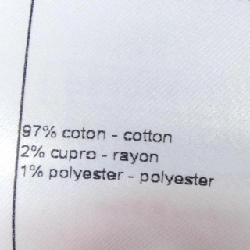 97% coton - cotton
2% cupro - rayon
1% polyester - polyester